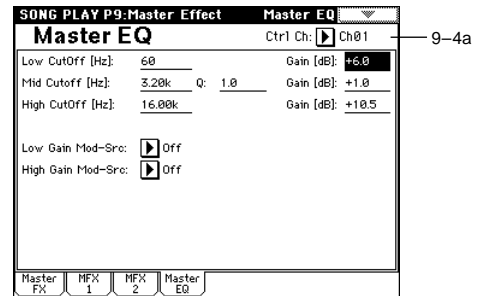 SONG PLAY P9:Master Effect Master EQ
Master EQ Ctrl Ch: Ch01 9–4a
Low CutOff [Hz]: 60 Gain [dB]: +6.0
Mid Cutoff [Hz]: 3.20k Q: 1.0 Gain [dB]: +1.0
High CutOff [Hz]: 16.00k Gain [dB]: +10.5
Low Gain Mod-Src: Off
High Gain Mod-Src: Off
Master FX MFX 1 MFX 2 Master EQ